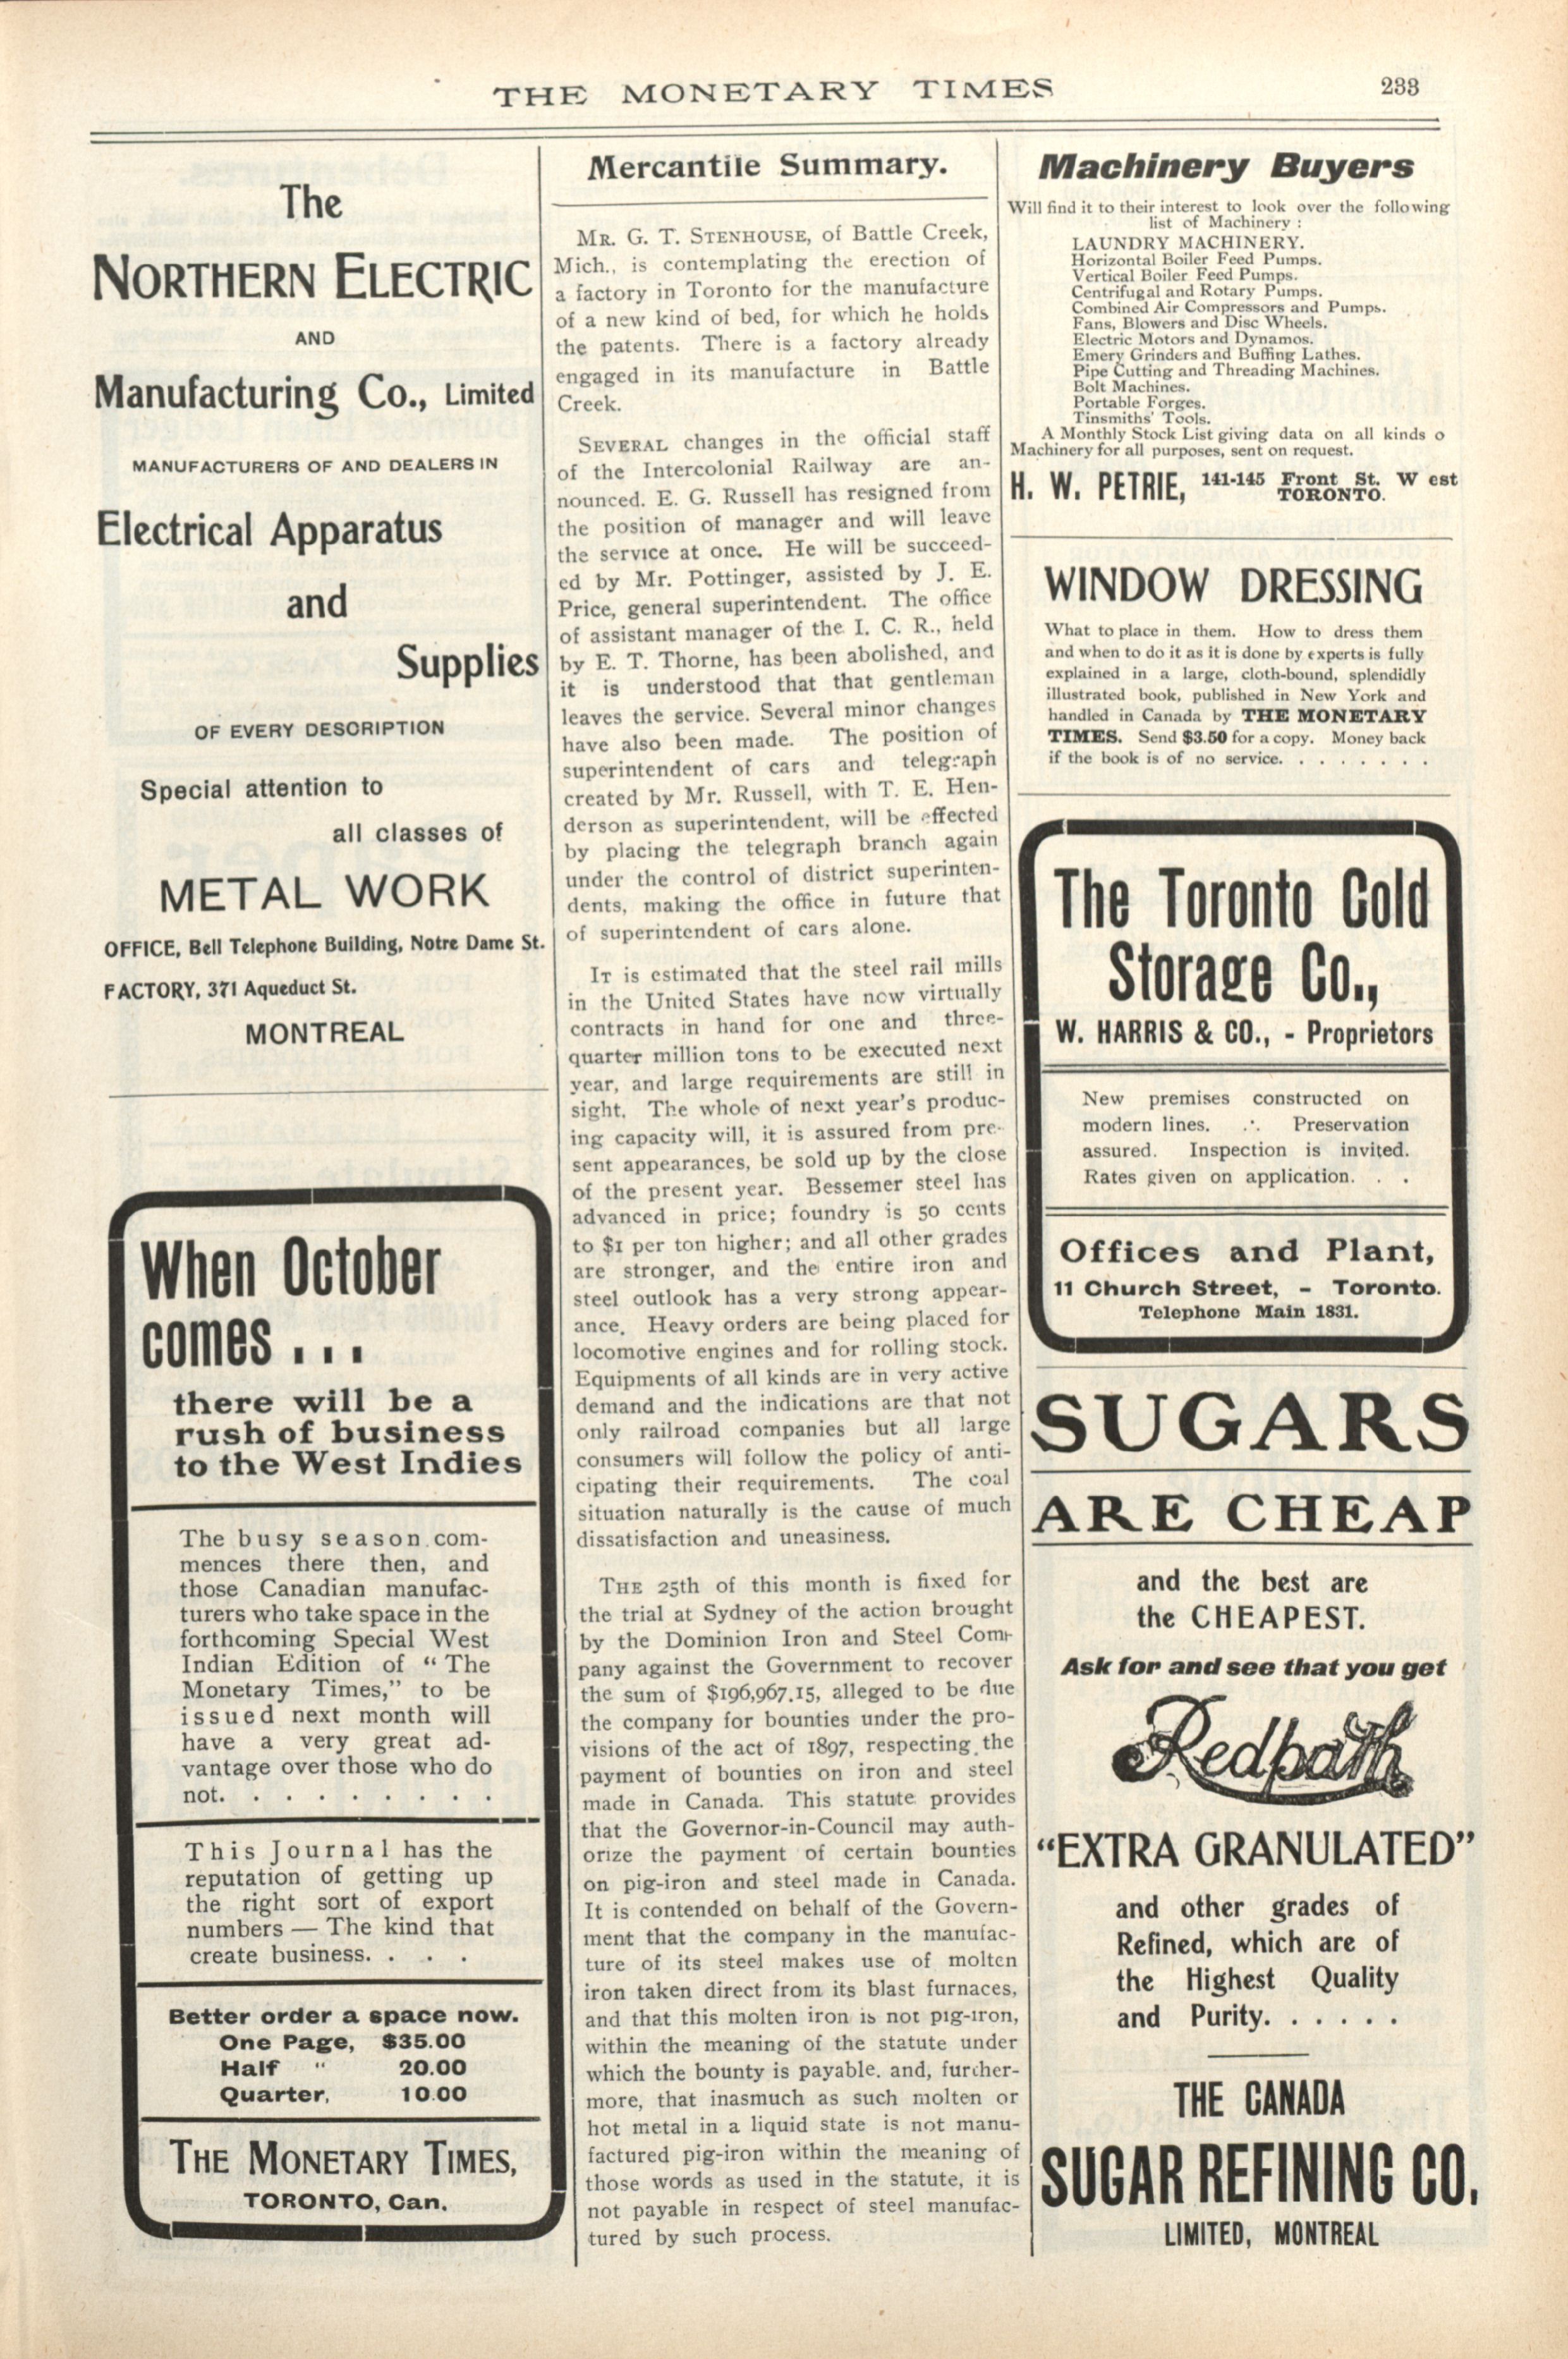 THE MONETARY TIMES
233
The
NORTHERN ELECTRIC
AND
Manufacturing Co., Limited
MANUFACTURERS OF AND DEALERS IN
Electrical Apparatus
and
Supplies
OF EVERY DESCRIPTION
Special attention to
all classes of
METAL WORK
OFFICE, Bell Telephone Building, Notre Dame St.
FACTORY, 371 Aqueduct St.
MONTREAL
When October
comes ...
there will be a
rush of business
to the West Indies
The busy season com-
mences there then, and
those Canadian manufac-
turers who take space in the
forthcoming Special West
Indian Edition of “The
Monetary Times,” to be
issued next month will
have a very great ad-
vantage over those who do
not. . . . . . . . .
This Journal has the
reputation of getting up
the right sort of export
numbers — The kind that
create business. . . .
Better order a space now.
One Page, $35.00
Half " 20.00
Quarter, 10.00
THE MONETARY TIMES,
TORONTO, Can.
Mercantile Summary.
MR. G. T. STENHOUSE, of Battle Creek,
Mich., is contemplating the erection of
a factory in Toronto for the manufacture
of a new kind of bed, for which he holds
the patents. There is a factory already
engaged in its manufacture in Battle
Creek.
SEVERAL changes in the official staff
of the Intercolonial Railway are an-
nounced. E. G. Russell has resigned from
the position of manager and will leave
the service at once. He will be succeed-
ed by Mr. Pottinger, assisted by J. E.
Price, general superintendent. The office
of assistant manager of the I. C. R., held
by E. T. Thorne, has been abolished, and
it is understood that that gentleman
leaves the service. Several minor changes
have also been made. The position of
superintendent of cars and telegraph
created by Mr. Russell, with T. E. Hen-
derson as superintendent, will be effected
by placing the telegraph branch again
under the control of district superinten-
dents, making the office in future that
of superintendent of cars alone.
IT is estimated that the steel rail mills
in the United States have now virtually
contracts in hand for one and three-
quarter million tons to be executed next
year, and large requirements are still in
sight. The whole of next year's produc-
ing capacity will, it is assured from pre-
sent appearances, be sold up by the close
of the present year. Bessemer steel has
advanced in price; foundry is 50 cents
to $1 per ton higher; and all other grades
are stronger, and the entire iron and
steel outlook has a very strong appear-
ance. Heavy orders are being placed for
locomotive engines and for rolling stock.
Equipments of all kinds are in very active
demand and the indications are that not
only railroad companies but all large
consumers will follow the policy of anti-
cipating their requirements. The coal
situation naturally is the cause of much
dissatisfaction and uneasiness.
THE 25th of this month is fixed for
the trial at Sydney of the action brought
by the Dominion Iron and Steel Com-
pany against the Government to recover
the sum of $196,967.15, alleged to be due
the company for bounties under the pro-
visions of the act of 1897, respecting the
payment of bounties on iron and steel
made in Canada. This statute provides
that the Governor-in-Council may auth-
orize the payment of certain bounties
on pig-iron and steel made in Canada.
It is contended on behalf of the Govern-
ment that the company in the manufac-
ture of its steel makes use of molten
iron taken direct from its blast furnaces,
and that this molten iron is not pig-iron,
within the meaning of the statute under
which the bounty is payable. and, further-
more, that inasmuch as such molten or
hot metal in a liquid state is not manu-
factured pig-iron within the meaning of
those words as used in the statute, it is
not payable in respect of steel manufac-
tured by such process.
Machinery Buyers
Will find it to their interest to look over the following
list of Machinery :
LAUNDRY MACHINERY.
Horizontal Boiler Feed Pumps.
Vertical Boiler Feed Pumps.
Centrifugal and Rotary Pumps.
Combined Air Compressors and Pumps.
Fans, Blowers and Disc Wheels.
Electric Motors and Dynamos.
Emery Grinders and Buffing Lathes.
Pipe Cutting and Threading Machines.
Bolt Machines.
Portable Forges.
Tinsmiths' Tools.
A Monthly Stock List giving data on all kinds o
Machinery for all purposes, sent on request.
H. W. PETRIE, 141-145 Front St. W est
TORONTO.
WINDOW DRESSING
What to place in them. How to dress them
and when to do it as it is done by experts is fully
explained in a large, cloth-bound, splendidly
illustrated book, published in New York and
handled in Canada by THE MONETARY
TIMES. Send $3.50 for a copy. Money back
if the book is of no service. . . . . . . .
The Toronto Cold
Storage Co.,
W. HARRIS & CO., - Proprietors
New premises constructed on
modern lines. .·. Preservation
assured. Inspection is invited.
Rates given on application. . .
Offices and Plant,
11 Church Street, - Toronto.
Telephone Main 1831.
SUGARS
ARE CHEAP
and the best are
the CHEAPEST.
Ask for and see that you get
Redpath
“EXTRA GRANULATED”
and other grades of
Refined, which are of
the Highest Quality
and Purity. . . . . .
THE CANADA
SUGAR REFINING CO.
LIMITED, MONTREAL